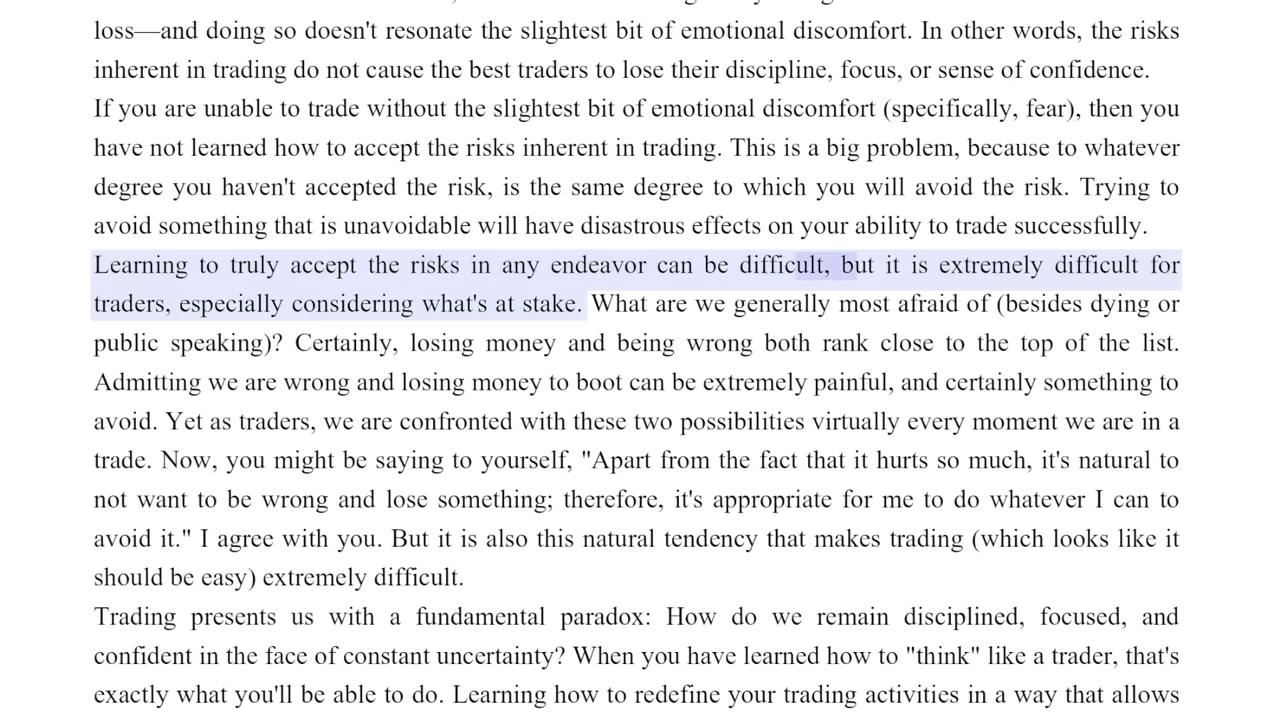 loss—and doing so doesn't resonate the slightest bit of emotional discomfort. In other words, the risks
inherent in trading do not cause the best traders to lose their discipline, focus, or sense of confidence.
If you are unable to trade without the slightest bit of emotional discomfort (specifically, fear), then you
have not learned how to accept the risks inherent in trading. This is a big problem, because to whatever
degree you haven't accepted the risk, is the same degree to which you will avoid the risk. Trying to
avoid something that is unavoidable will have disastrous effects on your ability to trade successfully.
Learning to truly accept the risks in any endeavor can be difficult, but it is extremely difficult for
traders, especially considering what's at stake. What are we generally most afraid of (besides dying or
public speaking)? Certainly, losing money and being wrong both rank close to the top of the list.
Admitting we are wrong and losing money to boot can be extremely painful, and certainly something to
avoid. Yet as traders, we are confronted with these two possibilities virtually every moment we are in a
trade. Now, you might be saying to yourself, "Apart from the fact that it hurts so much, it's natural to
not want to be wrong and lose something; therefore, it's appropriate for me to do whatever I can to
avoid it." I agree with you. But it is also this natural tendency that makes trading (which looks like it
should be easy) extremely difficult.
Trading presents us with a fundamental paradox: How do we remain disciplined, focused, and
confident in the face of constant uncertainty? When you have learned how to "think" like a trader, that's
exactly what you'll be able to do. Learning how to redefine your trading activities in a way that allows